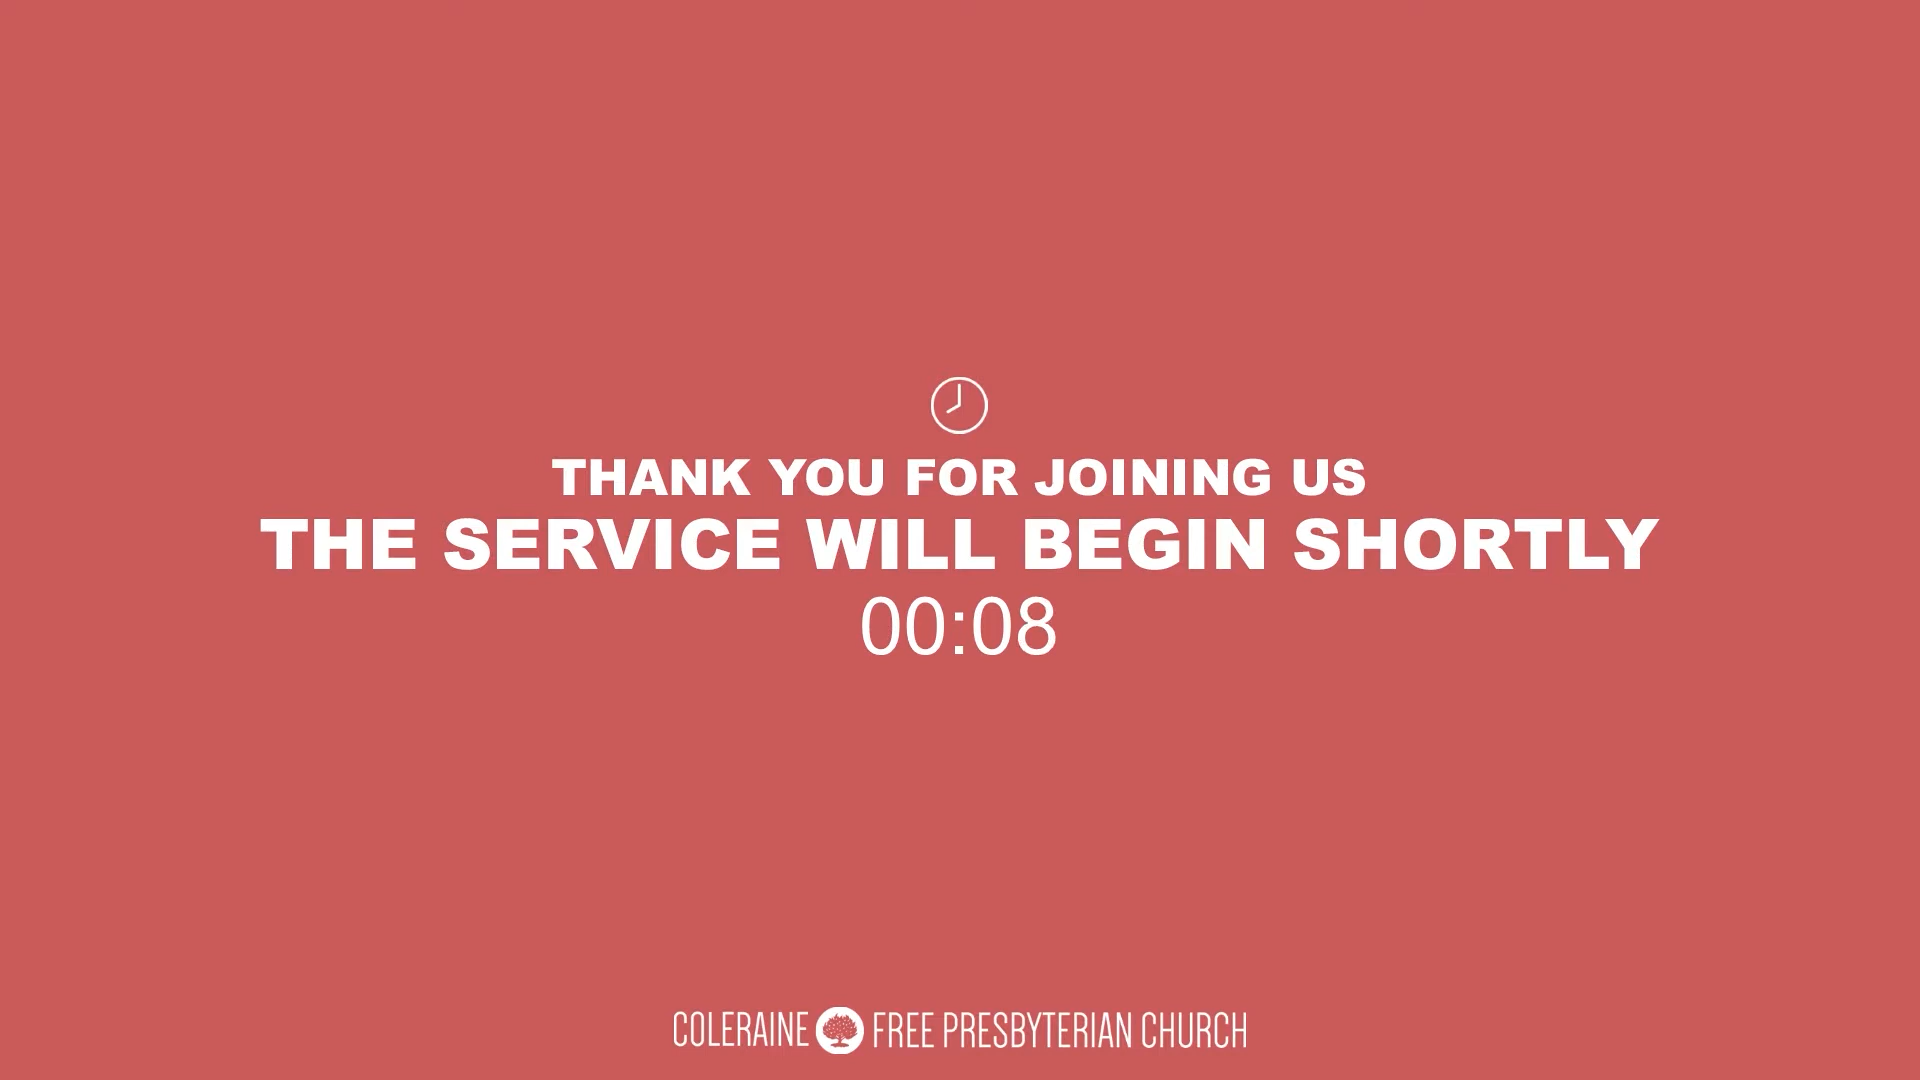 THANK YOU FOR JOINING US
THE SERVICE WILL BEGIN SHORTLY
00:08
COLERAINE FREE PRESBYTERIAN CHURCH